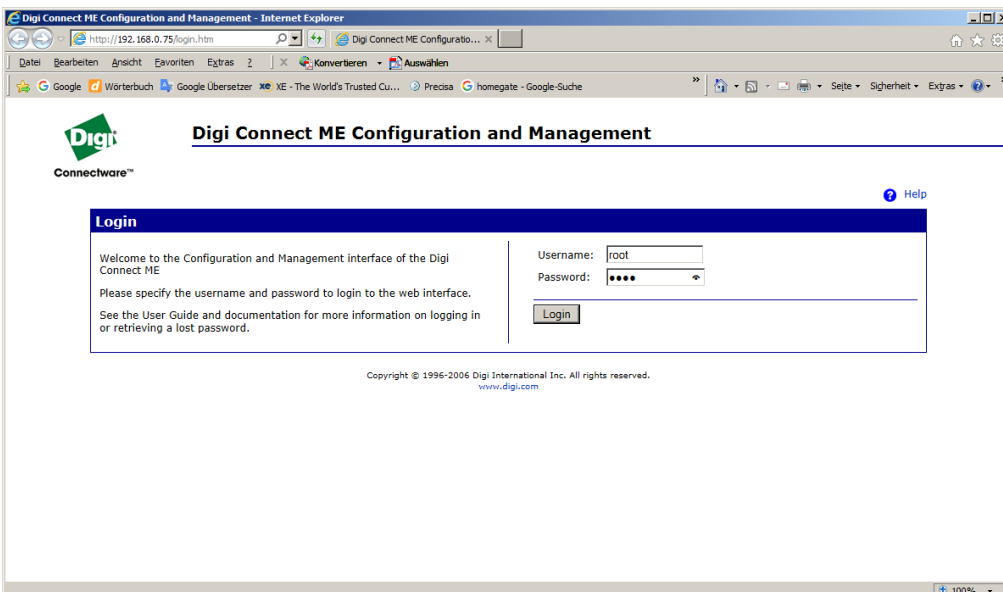 Digi Connect ME Configuration and Management - Internet Explorer
http://192.168.0.75/login.htm
Digi Connect ME Configuratio...
Datei Bearbeiten Ansicht Favoriten Extras ? Konvertieren Auswählen
Google Wörterbuch Google Übersetzer XE - The World's Trusted Cu... Precisa homegate - Google-Suche » Seite Sicherheit Extras
Digi
Connectware™
Digi Connect ME Configuration and Management
Help
Login
Welcome to the Configuration and Management interface of the Digi
Connect ME
Please specify the username and password to login to the web interface.
See the User Guide and documentation for more information on logging in
or retrieving a lost password.
Username: root
Password: ●●●●
Login
Copyright © 1996-2006 Digi International Inc. All rights reserved.
www.digi.com
100%